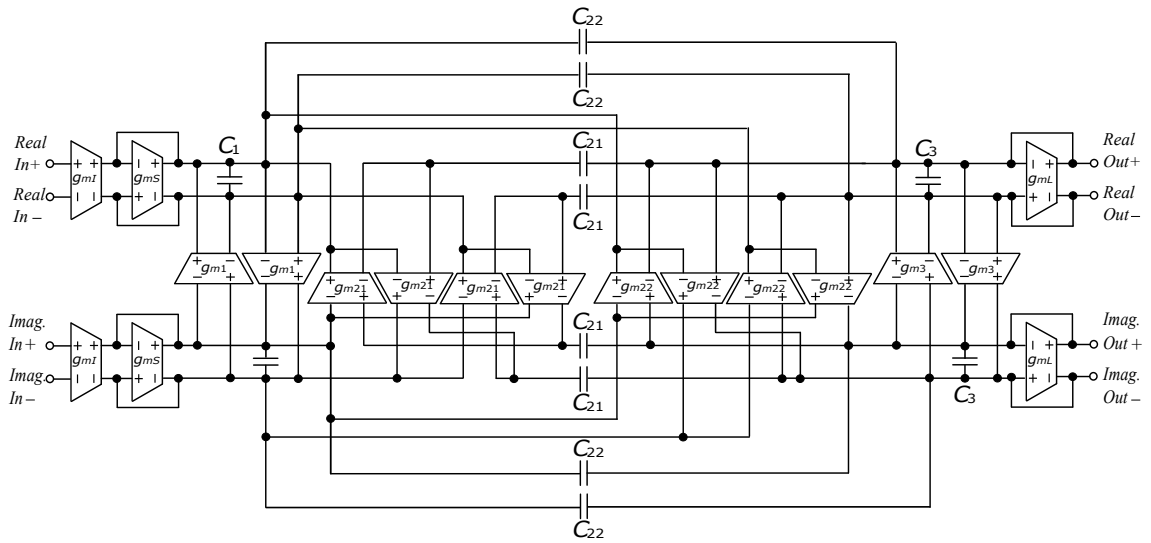 C22
C22
Real
In+
Real
In −
gmI
gmS
C1
C21
C21
C3
gmL
Real
Out+
Real
Out−
gm1
gm1
gm21
gm21
gm21
gm21
gm22
gm22
gm22
gm22
gm3
gm3
Imag.
In+
Imag.
In−
gmI
gmS
C21
C21
C3
gmL
Imag.
Out+
Imag.
Out−
C22
C22